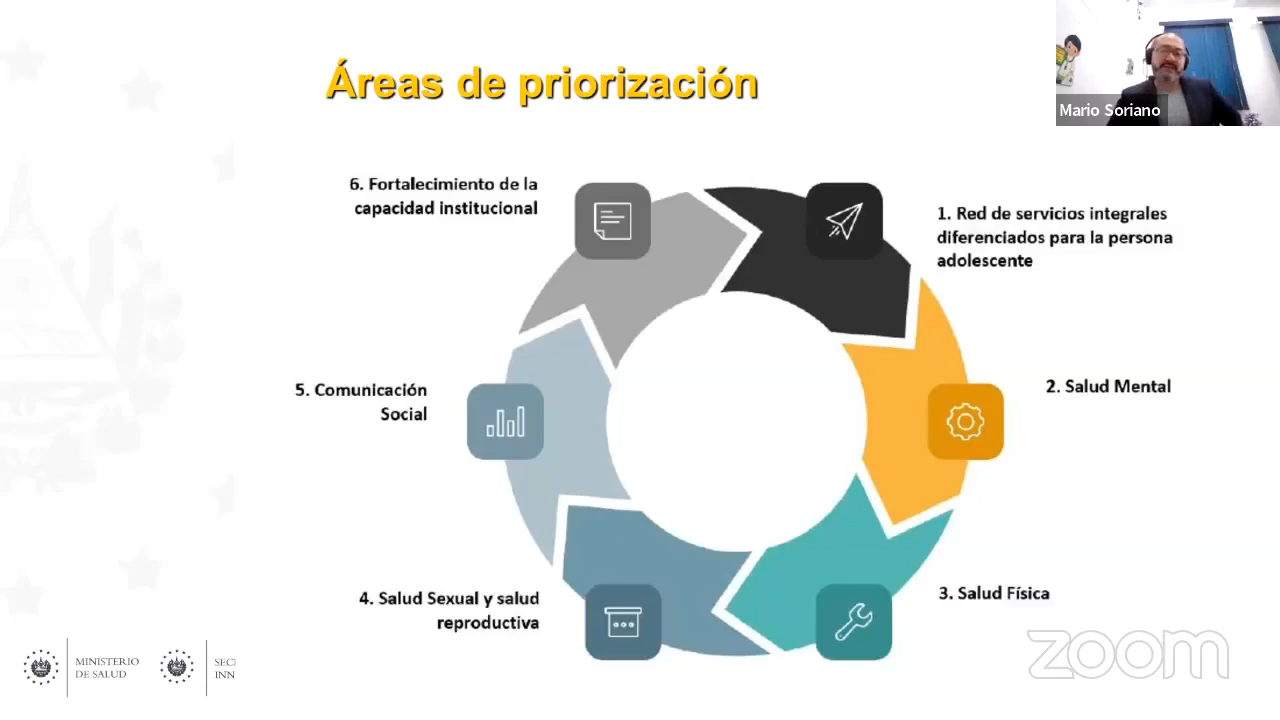 Áreas de priorización
Mario Soriano
6. Fortalecimiento de la
capacidad institucional
1. Red de servicios integrales
diferenciados para la persona
adolescente
5. Comunicación
Social
2. Salud Mental
4. Salud Sexual y salud
reproductiva
3. Salud Física
MINISTERIO
DE SALUD
SECI
INN
zoom